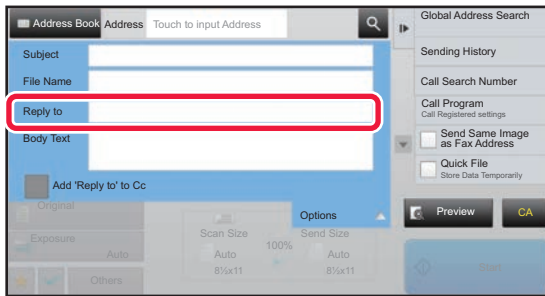 Address Book
Address
Touch to input Address
Subject
File Name
Reply to
Body Text
Add 'Reply to' to Cc
Options
Original
Exposure
Auto
Others
Scan Size
100%
Send Size
Auto
Auto
8½x11
8½x11
Global Address Search
Sending History
Call Search Number
Call Program
Call Registered settings
Send Same Image
as Fax Address
Quick File
Store Data Temporarily
Preview
CA
Start